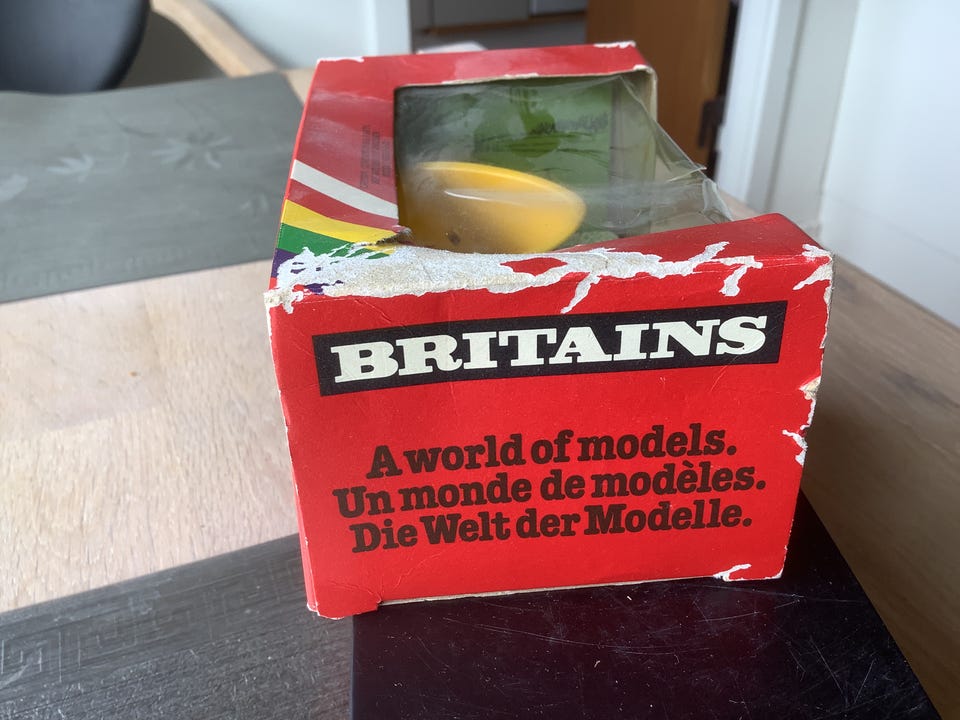 BRITAINS
A world of models.
Un monde de modèles.
Die Welt der Modelle.